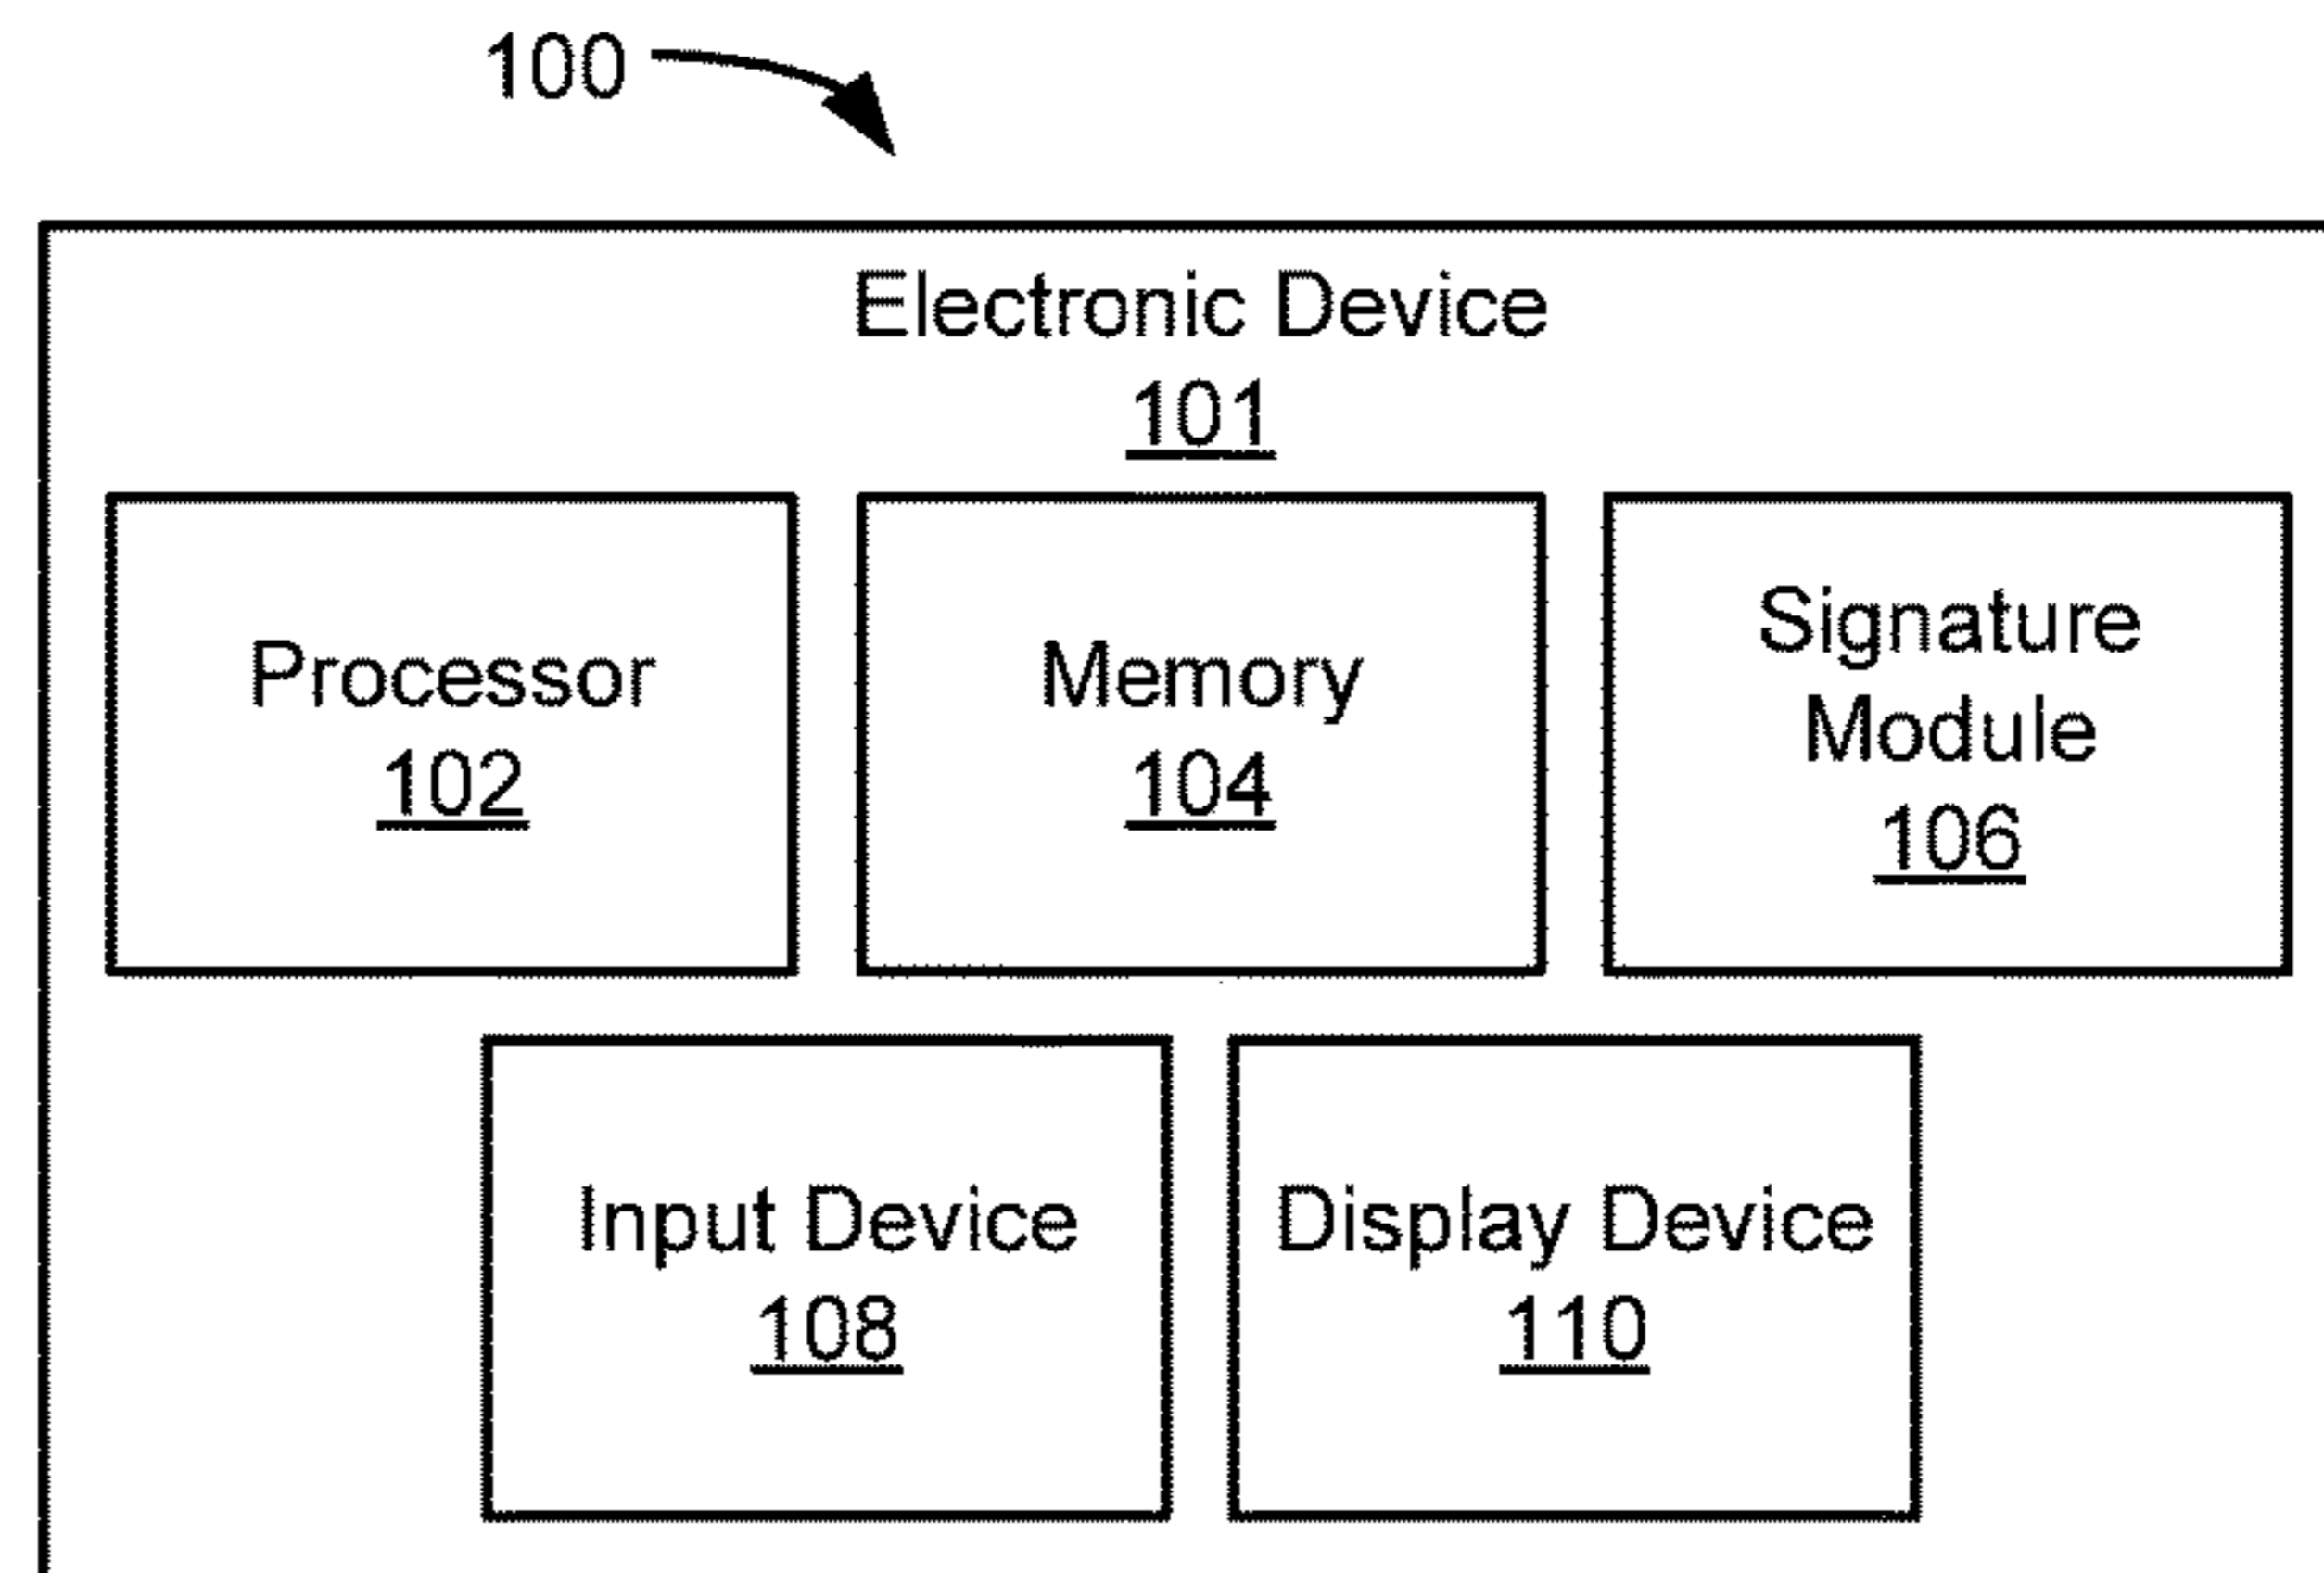 100
Electronic Device
101
Processor
102
Memory
104
Signature
Module
106
Input Device
108
Display Device
110